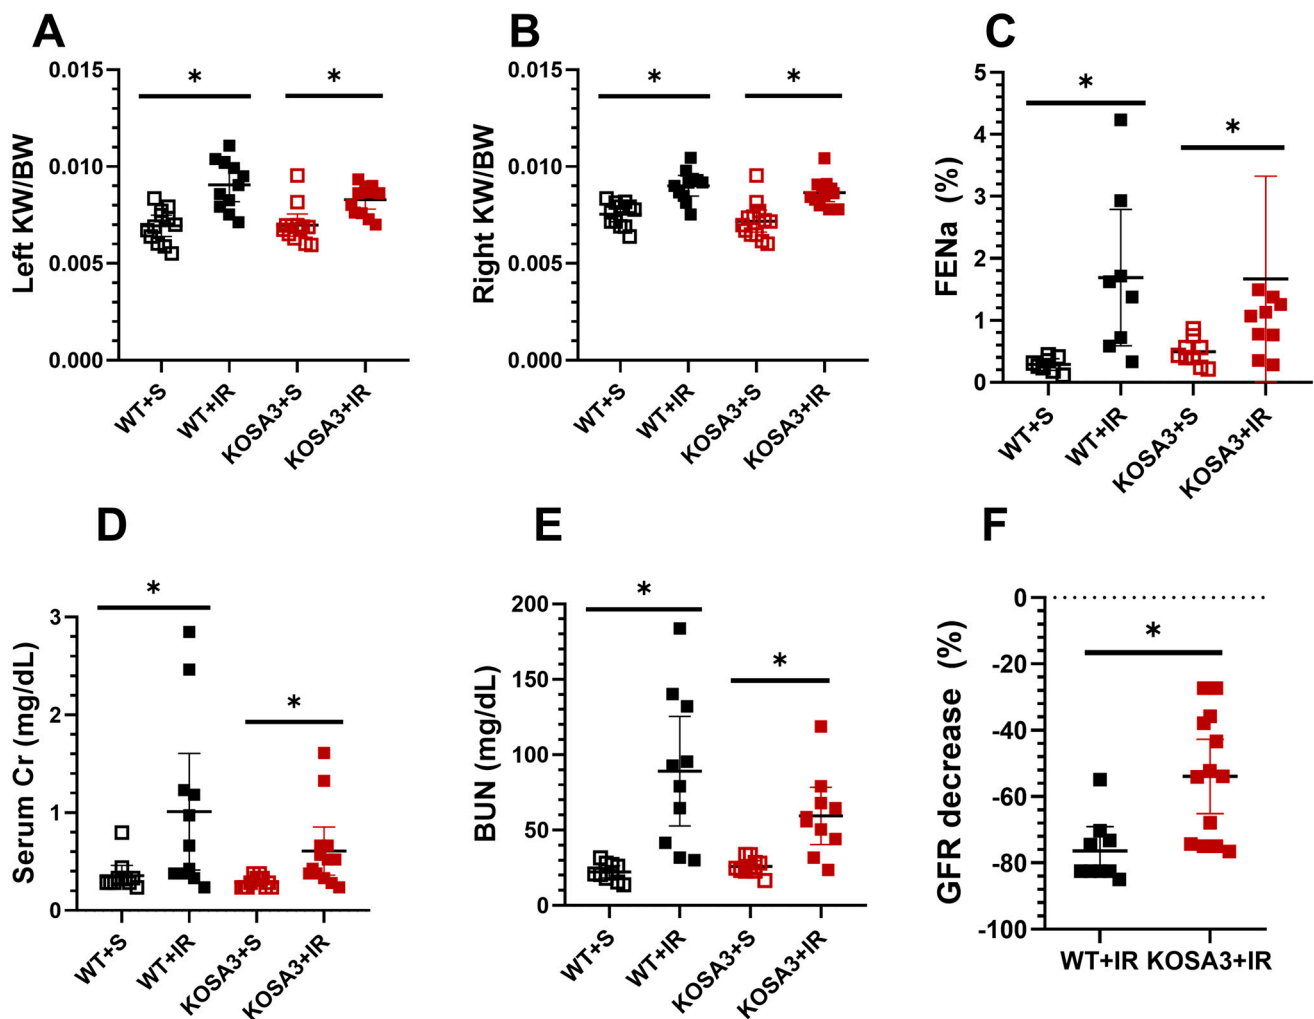 A
Left KW/BW
0.015
0.010
0.005
0.000
*
*
WT+S
WT+IR
KOSA3+S
KOSA3+IR
B
Right KW/BW
0.015
0.010
0.005
0.000
*
*
WT+S
WT+IR
KOSA3+S
KOSA3+IR
C
FENa (%)
5
4
3
2
1
0
*
*
WT+S
WT+IR
KOSA3+S
KOSA3+IR
D
Serum Cr (mg/dL)
3
2
1
0
*
*
WT+S
WT+IR
KOSA3+S
KOSA3+IR
E
BUN (mg/dL)
200
150
100
50
0
*
*
WT+S
WT+IR
KOSA3+S
KOSA3+IR
F
GFR decrease (%)
0
-20
-40
-60
-80
-100
*
WT+IR KOSA3+IR